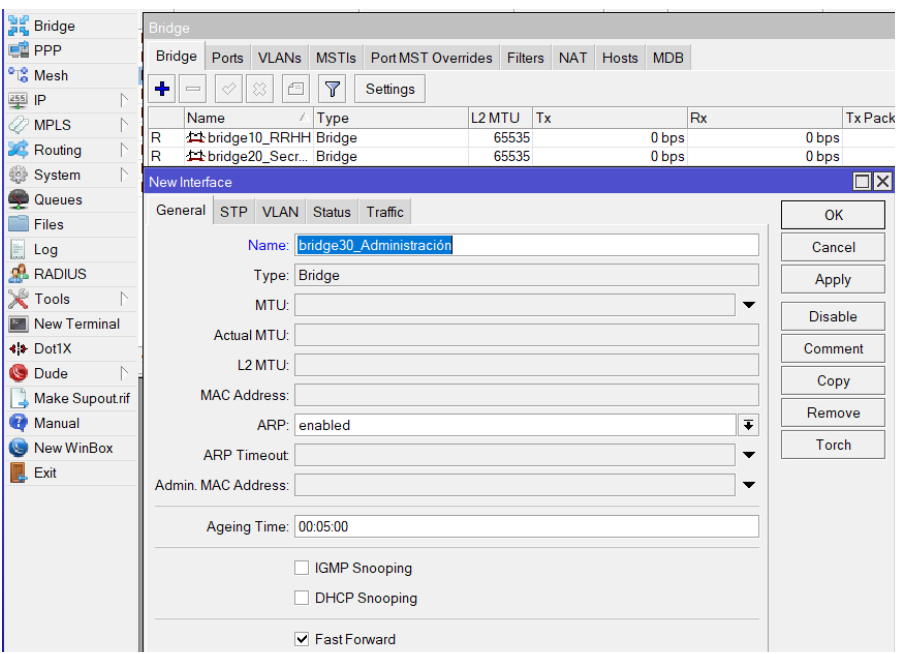 Bridge
PPP
Mesh
IP
MPLS
Routing
System
Queues
Files
Log
RADIUS
Tools
New Terminal
Dot1X
Dude
Make Supout.rif
Manual
New WinBox
Exit
Bridge
Bridge Ports VLANs MSTIs Port MST Overrides Filters NAT Hosts MDB
Settings
Name Type L2 MTU Tx Rx Tx Pack
R bridge10_RRHH Bridge 65535 0 bps 0 bps
R bridge20_Secr... Bridge 65535 0 bps 0 bps
New Interface
General STP VLAN Status Traffic
Name: bridge30_Administración
Type: Bridge
MTU:
Actual MTU:
L2 MTU:
MAC Address:
ARP: enabled
ARP Timeout:
Admin. MAC Address:
Ageing Time: 00:05:00
IGMP Snooping
DHCP Snooping
Fast Forward
OK
Cancel
Apply
Disable
Comment
Copy
Remove
Torch